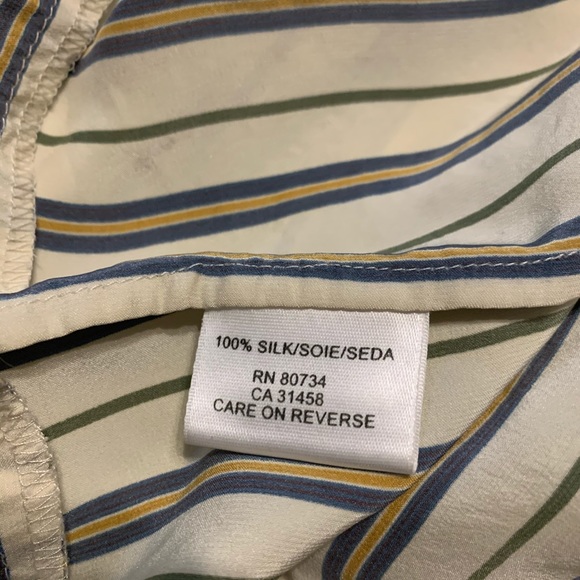 100% SILK/SOIE/SEDA
RN 80734
CA 31458
CARE ON REVERSE